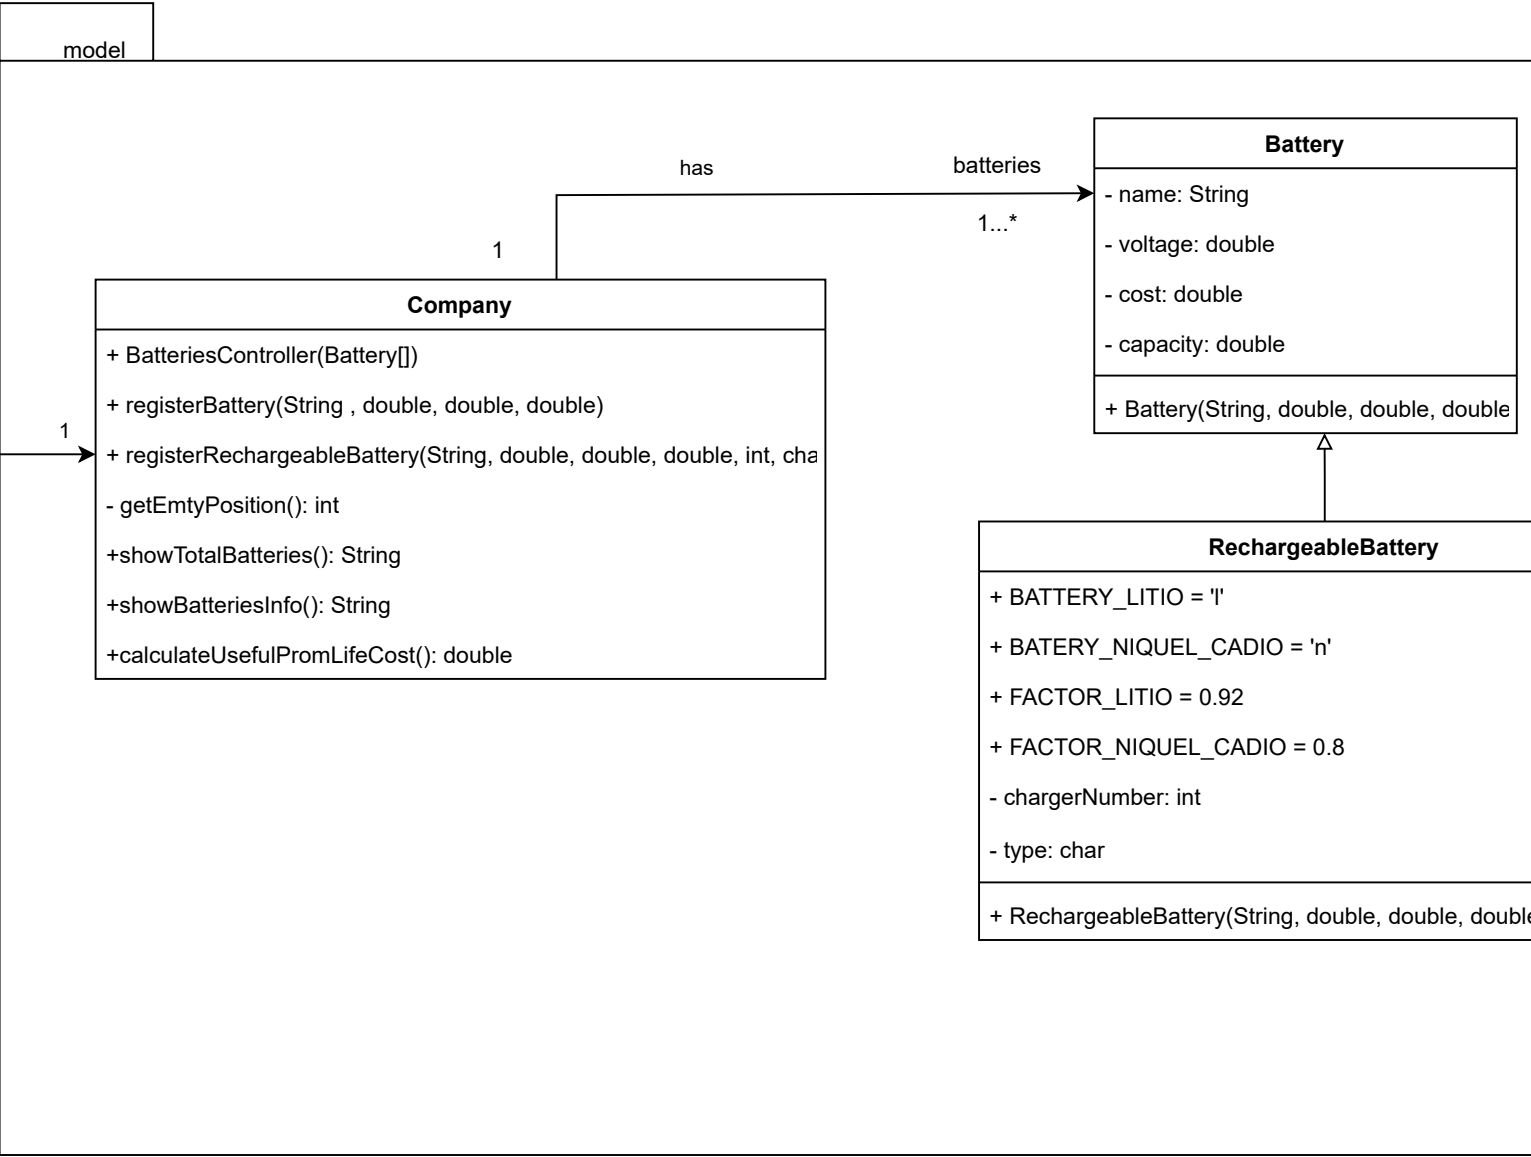 model
has
batteries
1...*
1
Battery
- name: String
- voltage: double
- cost: double
- capacity: double
+ Battery(String, double, double, double
Company
+ BatteriesController(Battery[])
+ registerBattery(String , double, double, double)
1
+ registerRechargeableBattery(String, double, double, double, int, cha
- getEmtyPosition(): int
+showTotalBatteries(): String
+showBatteriesInfo(): String
+calculateUsefulPromLifeCost(): double
RechargeableBattery
+ BATTERY_LITIO = 'l'
+ BATERY_NIQUEL_CADIO = 'n'
+ FACTOR_LITIO = 0.92
+ FACTOR_NIQUEL_CADIO = 0.8
- chargerNumber: int
- type: char
+ RechargeableBattery(String, double, double, double